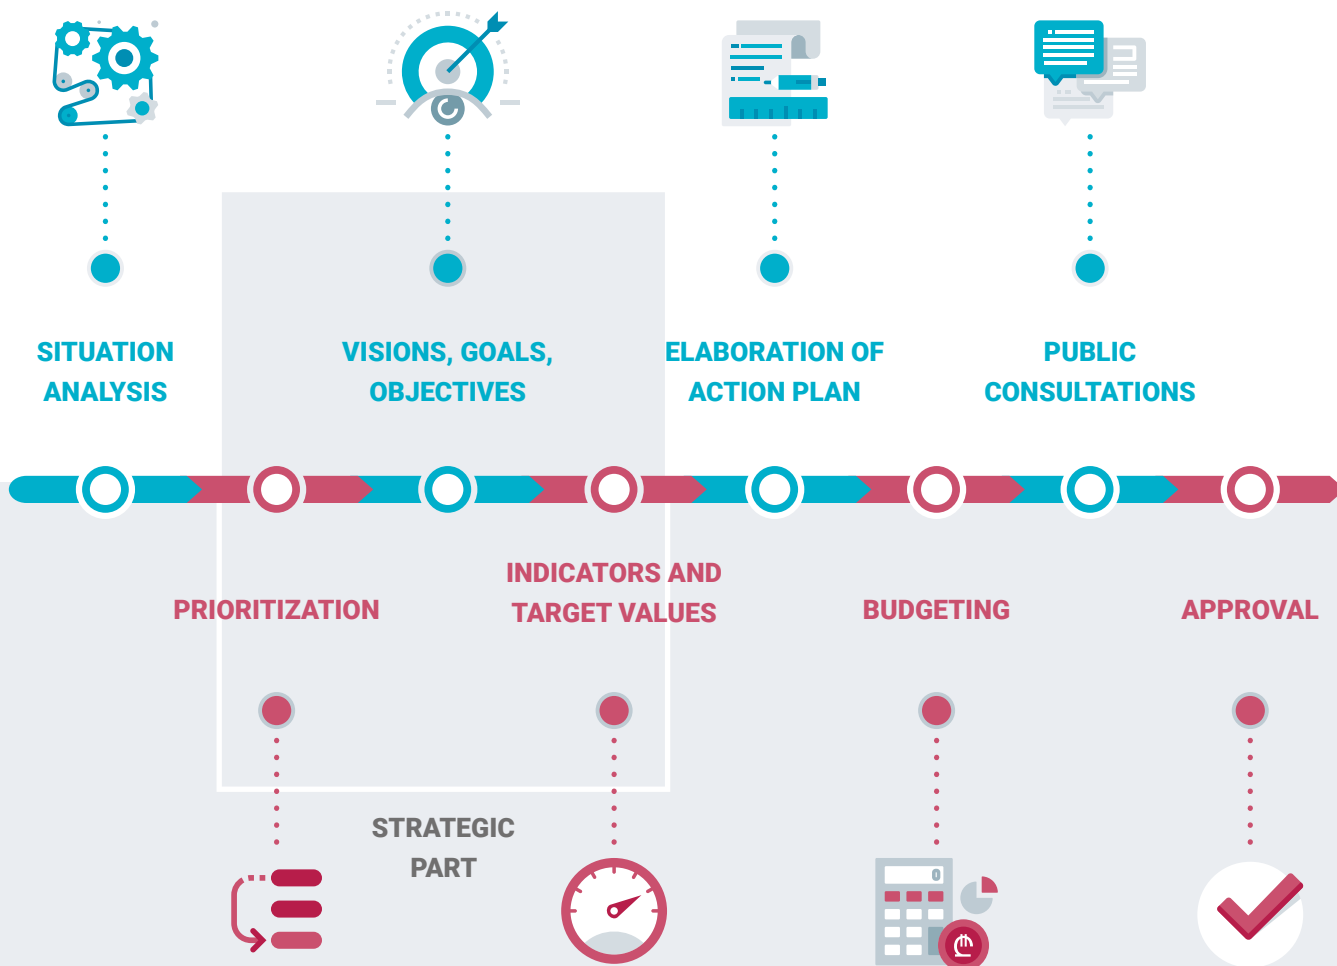 SITUATION
ANALYSIS
VISIONS, GOALS,
OBJECTIVES
ELABORATION OF
ACTION PLAN
PUBLIC
CONSULTATIONS
PRIORITIZATION
INDICATORS AND
TARGET VALUES
BUDGETING
APPROVAL
STRATEGIC
PART
0
₾